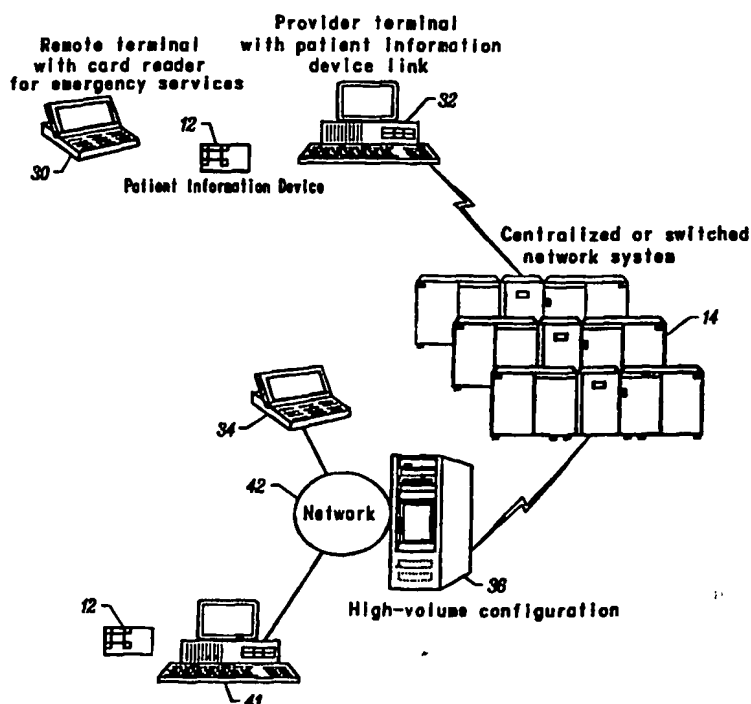 Remote terminal
with card reader
for emergency services
Provider terminal
with patient information
device link
32
12
30
Patient Information Device
Centralized or switched
network system
14
34
42
Network
36
High-volume configuration
12
41